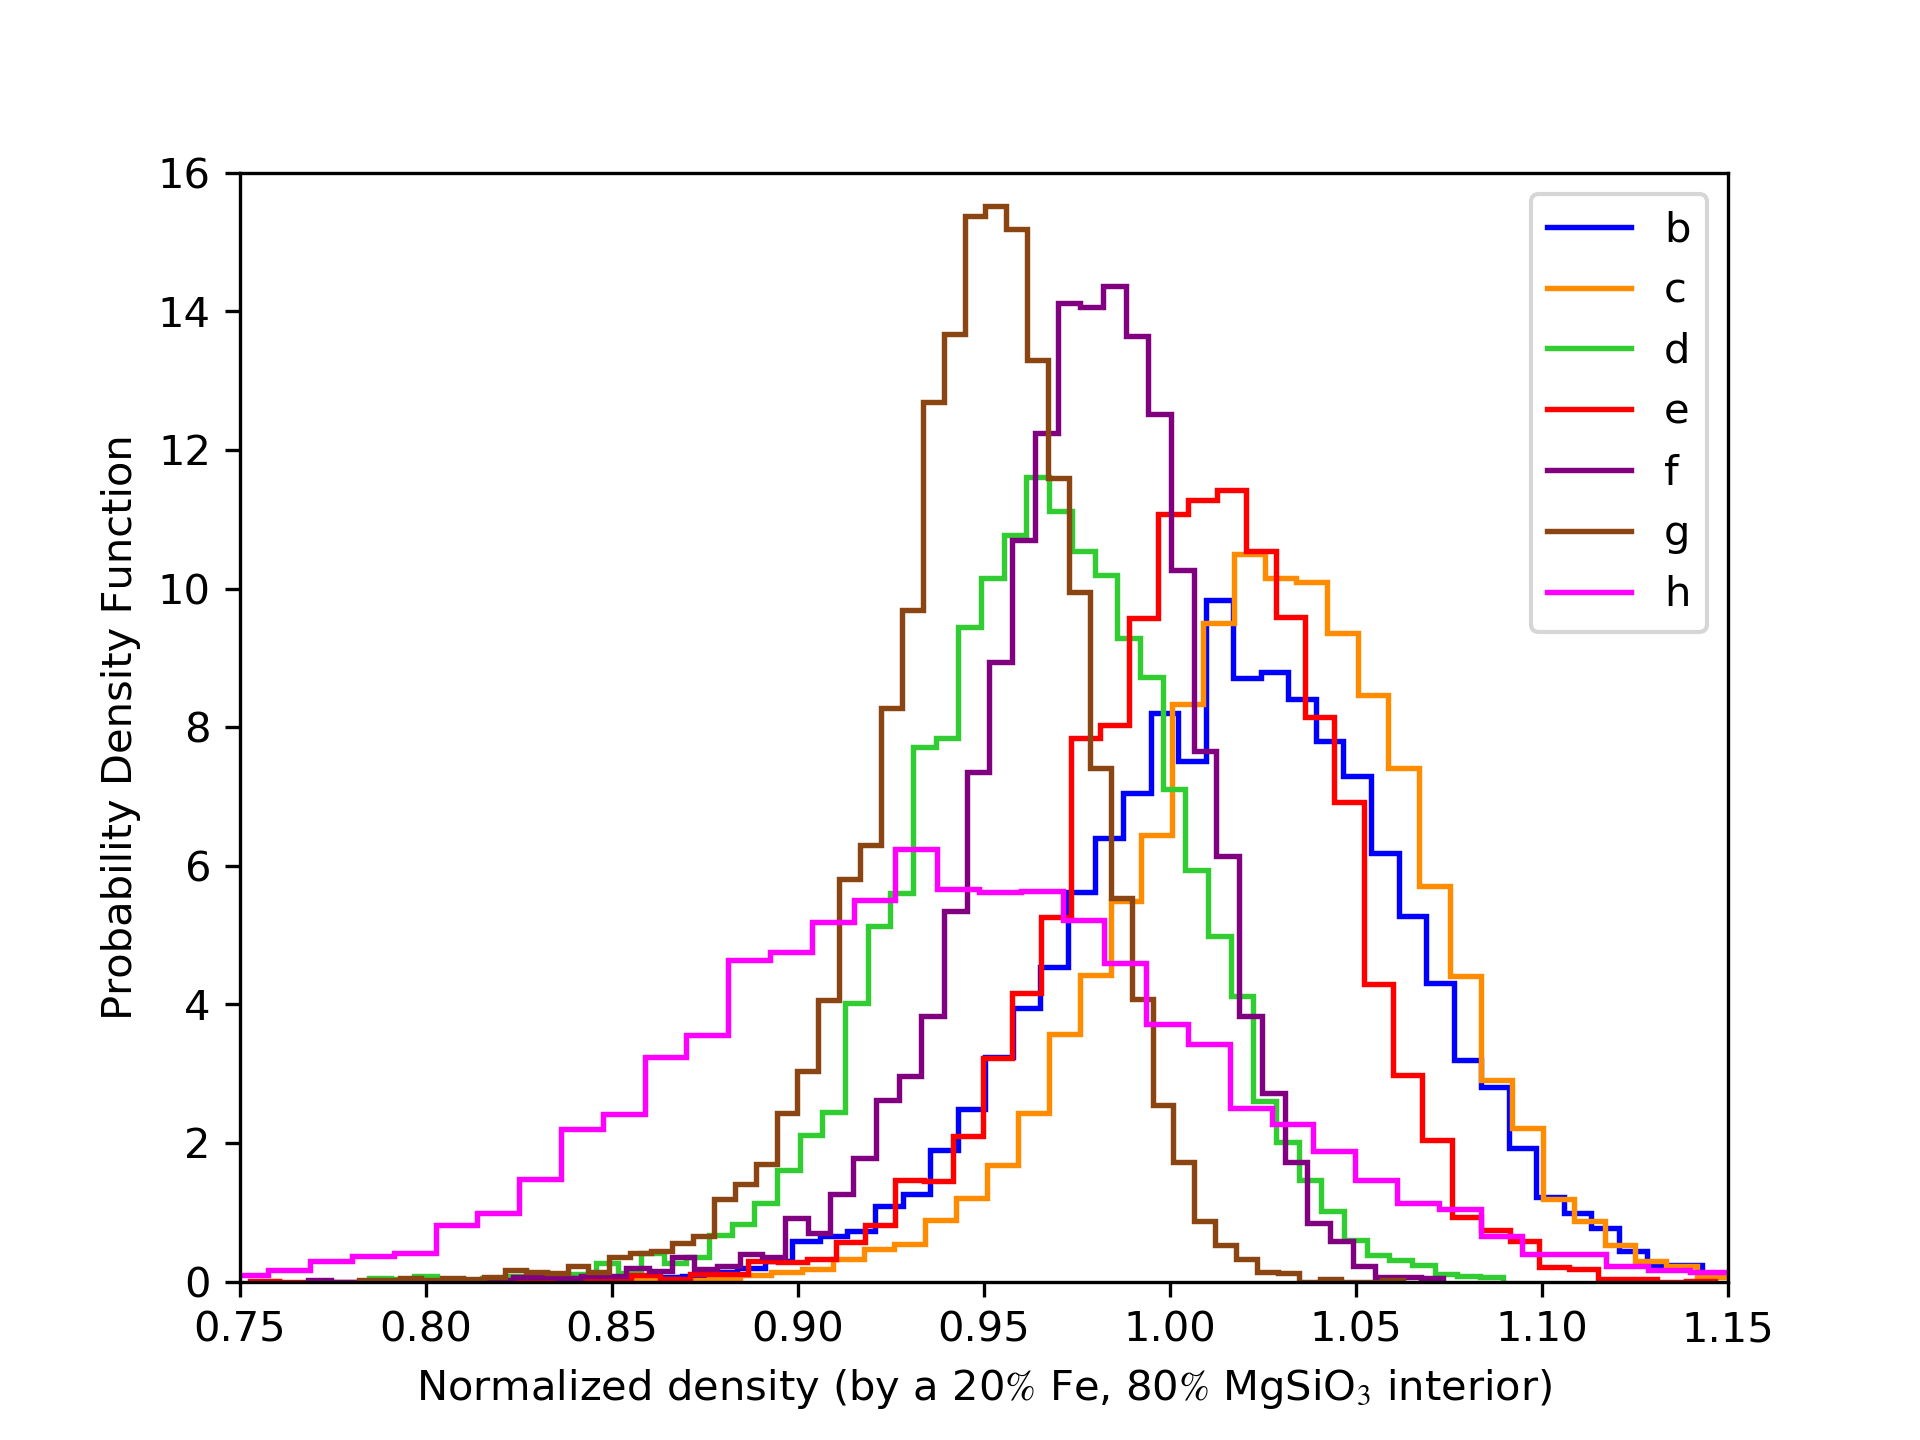 16
14
12
10
8
6
4
2
0
Probability Density Function
b
c
d
e
f
g
h
0.75 0.80 0.85 0.90 0.95 1.00 1.05 1.10 1.15
Normalized density (by a 20% Fe, 80% MgSiO₃ interior)